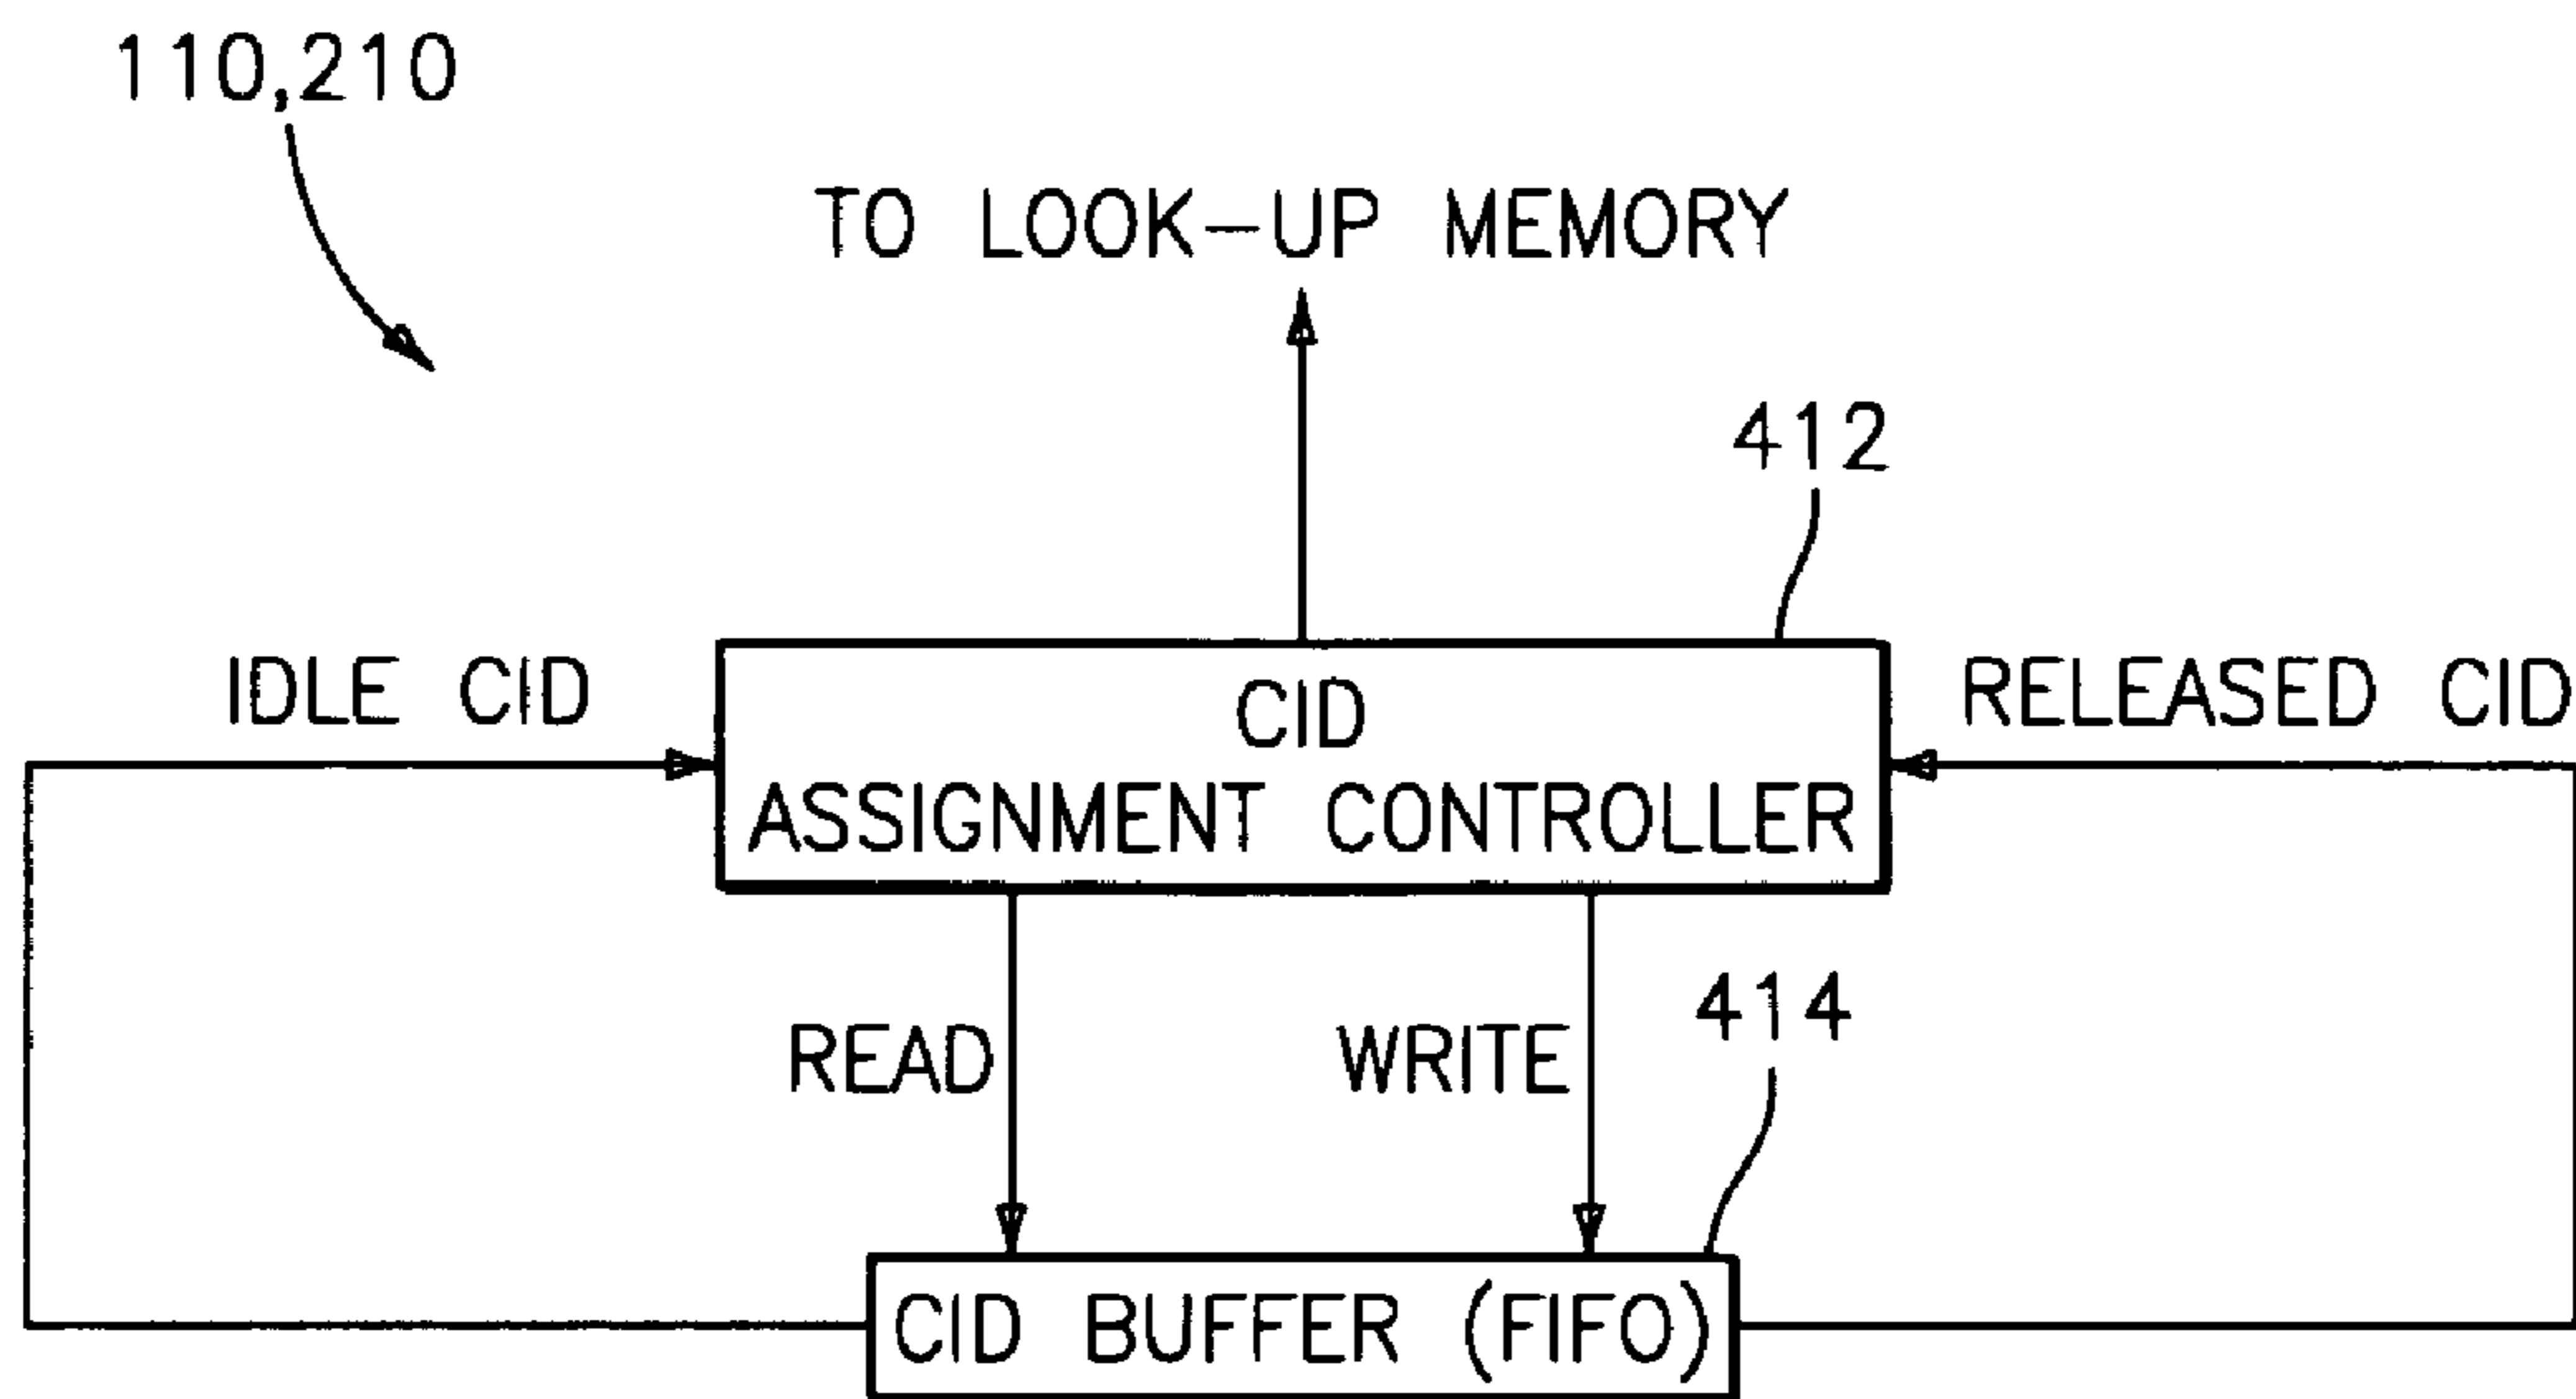 110,210
TO LOOK-UP MEMORY
412
IDLE CID
CID
ASSIGNMENT CONTROLLER
RELEASED CID
READ
WRITE
414
CID BUFFER (FIFO)